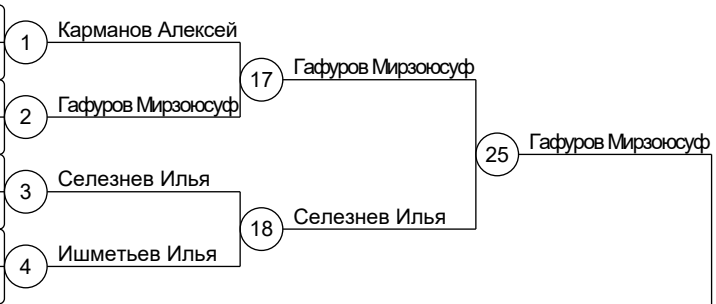 1 Карманов Алексей
17 Гафуров Мирзоюсуф
2 Гафуров Мирзоюсуф
25 Гафуров Мирзоюсуф
3 Селезнев Илья
18 Селезнев Илья
4 Ишметьев Илья